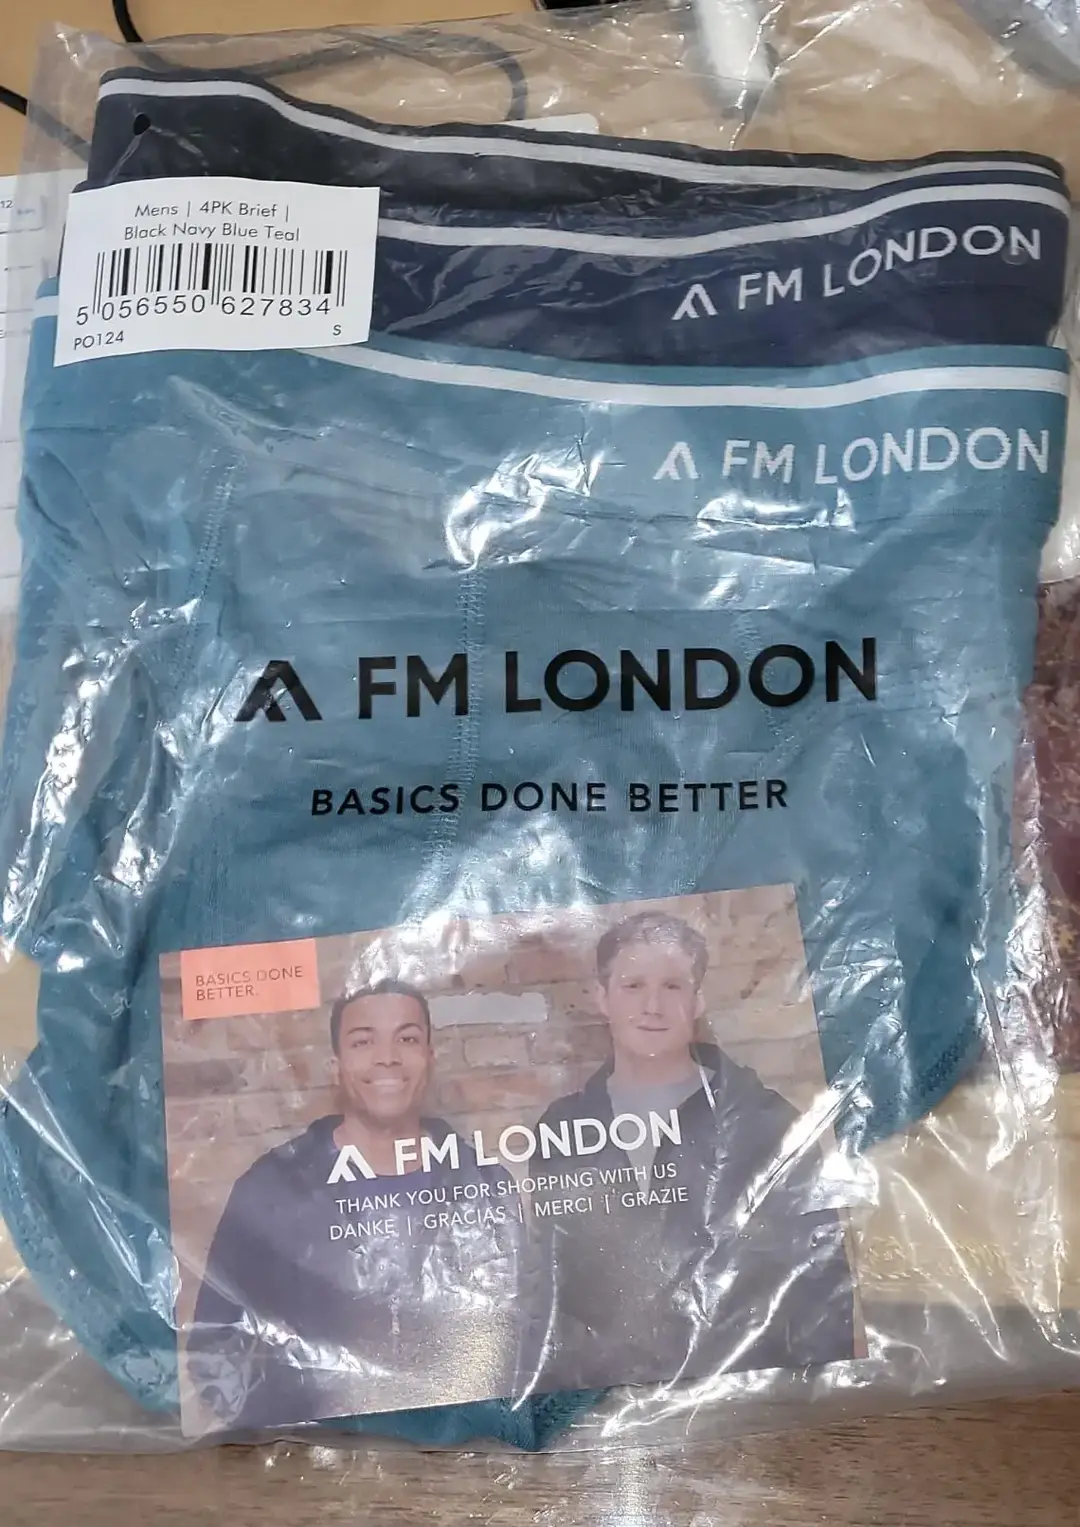 Mens | 4PK Brief |
Black Navy Blue Teal
5 056550 627834
PO124 S
FM LONDON
FM LONDON
FM LONDON
BASICS DONE BETTER
BASICS DONE
BETTER.
FM LONDON
THANK YOU FOR SHOPPING WITH US
DANKE | GRACIAS | MERCI | GRAZIE
12